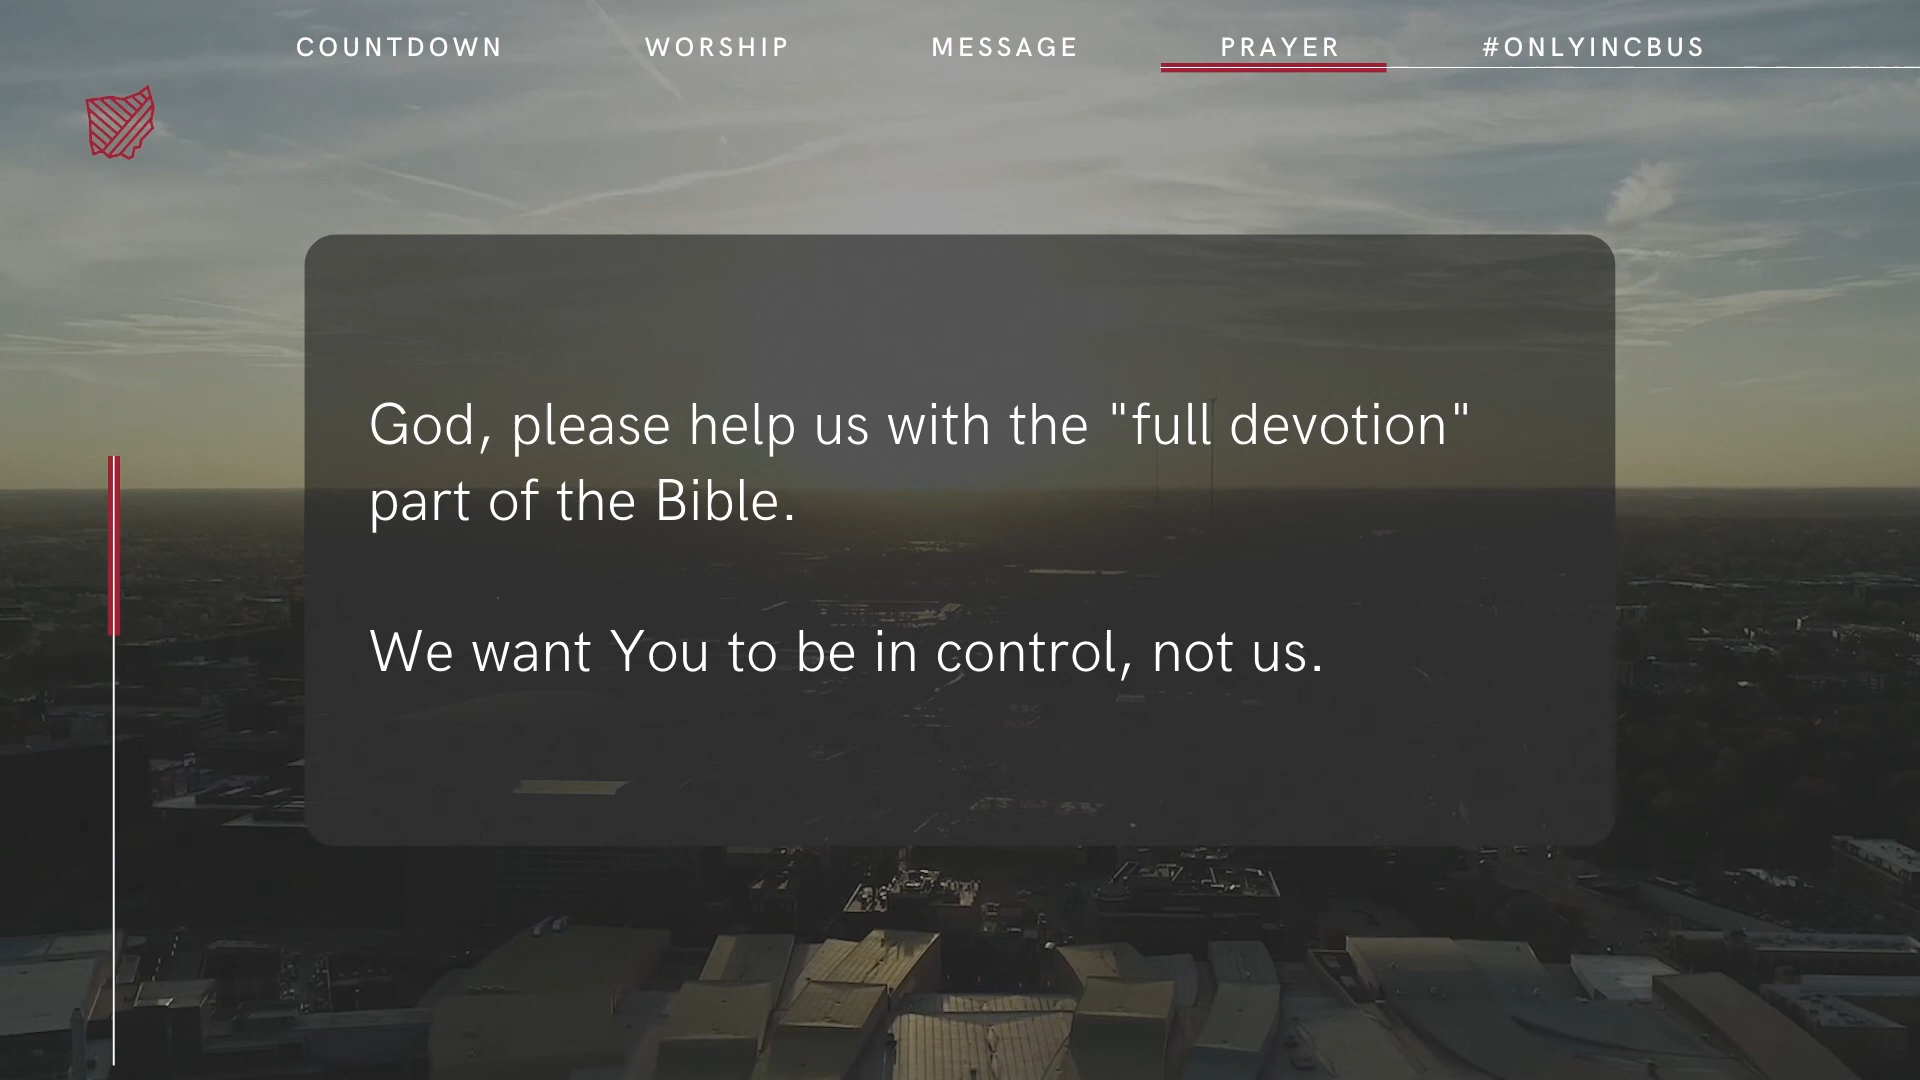 COUNTDOWN WORSHIP MESSAGE PRAYER #ONLYINCBUS
God, please help us with the "full devotion"
part of the Bible.
We want You to be in control, not us.